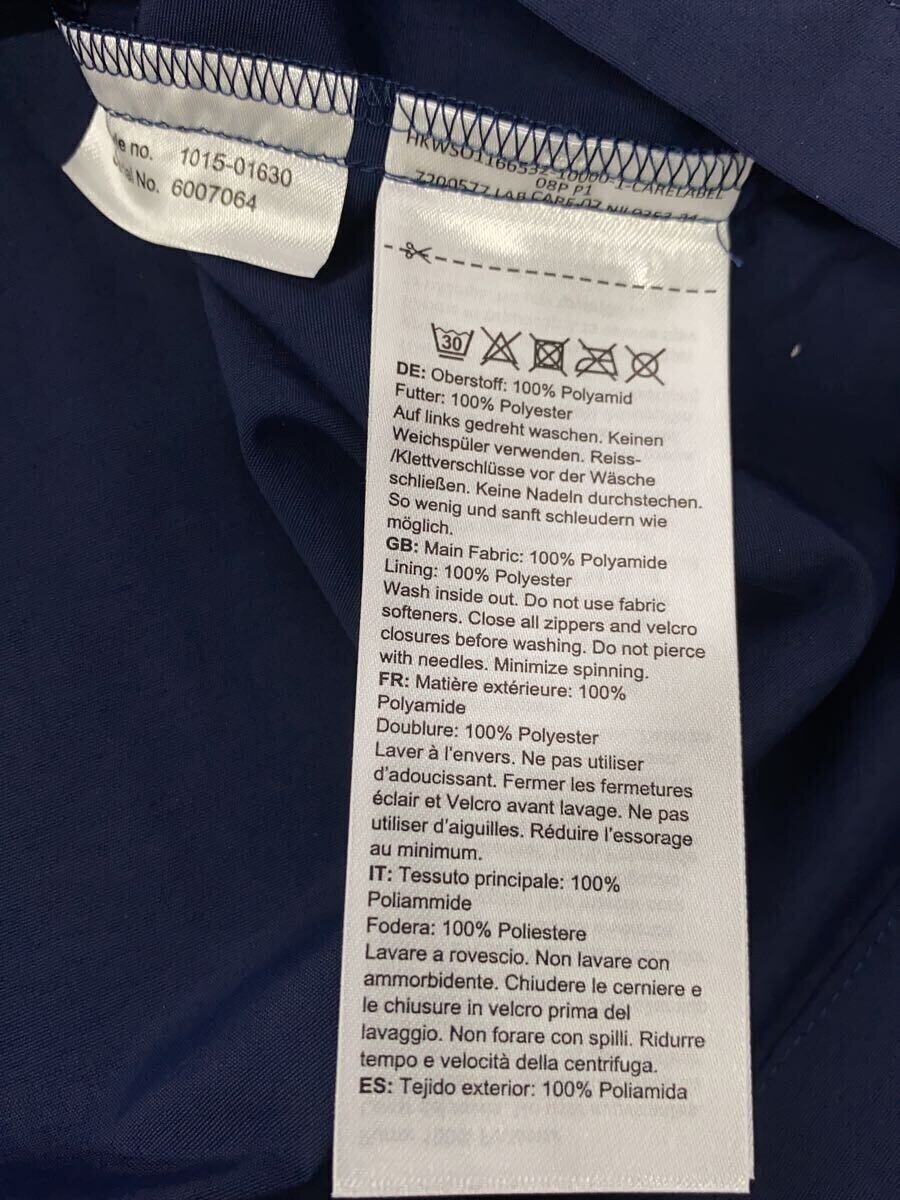 no. 1015-01630
No. 6007064
08P P1
30
DE: Oberstoff: 100% Polyamid
Futter: 100% Polyester
Auf links gedreht waschen. Keinen
Weichspüler verwenden. Reiss-
/Klettverschlüsse vor der Wäsche
schließen. Keine Nadeln durchstechen.
So wenig und sanft schleudern wie
möglich.
GB: Main Fabric: 100% Polyamide
Lining: 100% Polyester
Wash inside out. Do not use fabric
softeners. Close all zippers and velcro
closures before washing. Do not pierce
with needles. Minimize spinning.
FR: Matière extérieure: 100%
Polyamide
Doublure: 100% Polyester
Laver à l'envers. Ne pas utiliser
d'adoucissant. Fermer les fermetures
éclair et Velcro avant lavage. Ne pas
utiliser d'aiguilles. Réduire l'essorage
au minimum.
IT: Tessuto principale: 100%
Poliammide
Fodera: 100% Poliestere
Lavare a rovescio. Non lavare con
ammorbidente. Chiudere le cerniere e
le chiusure in velcro prima del
lavaggio. Non forare con spilli. Ridurre
tempo e velocità della centrifuga.
ES: Tejido exterior: 100% Poliamida